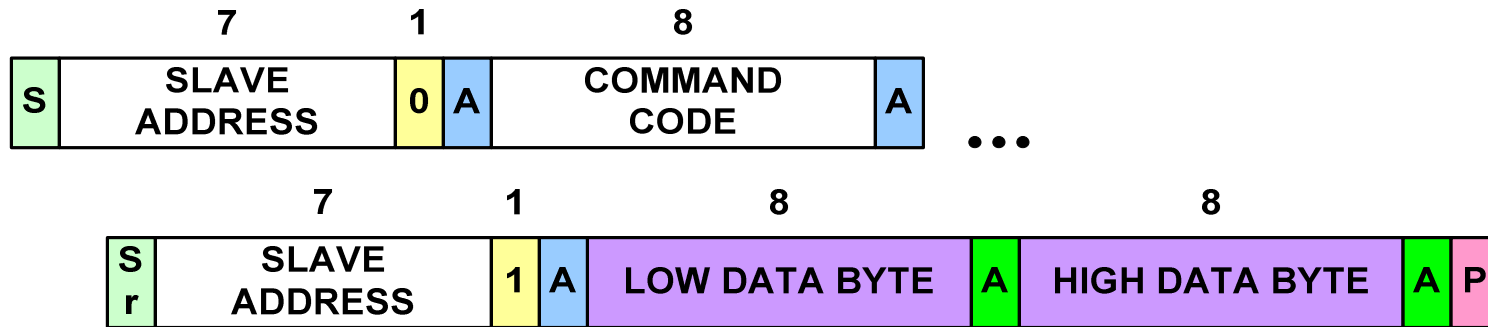 7 1 8
S SLAVE ADDRESS 0 A COMMAND CODE A ...
7 1 8 8
Sr SLAVE ADDRESS 1 A LOW DATA BYTE A HIGH DATA BYTE A P